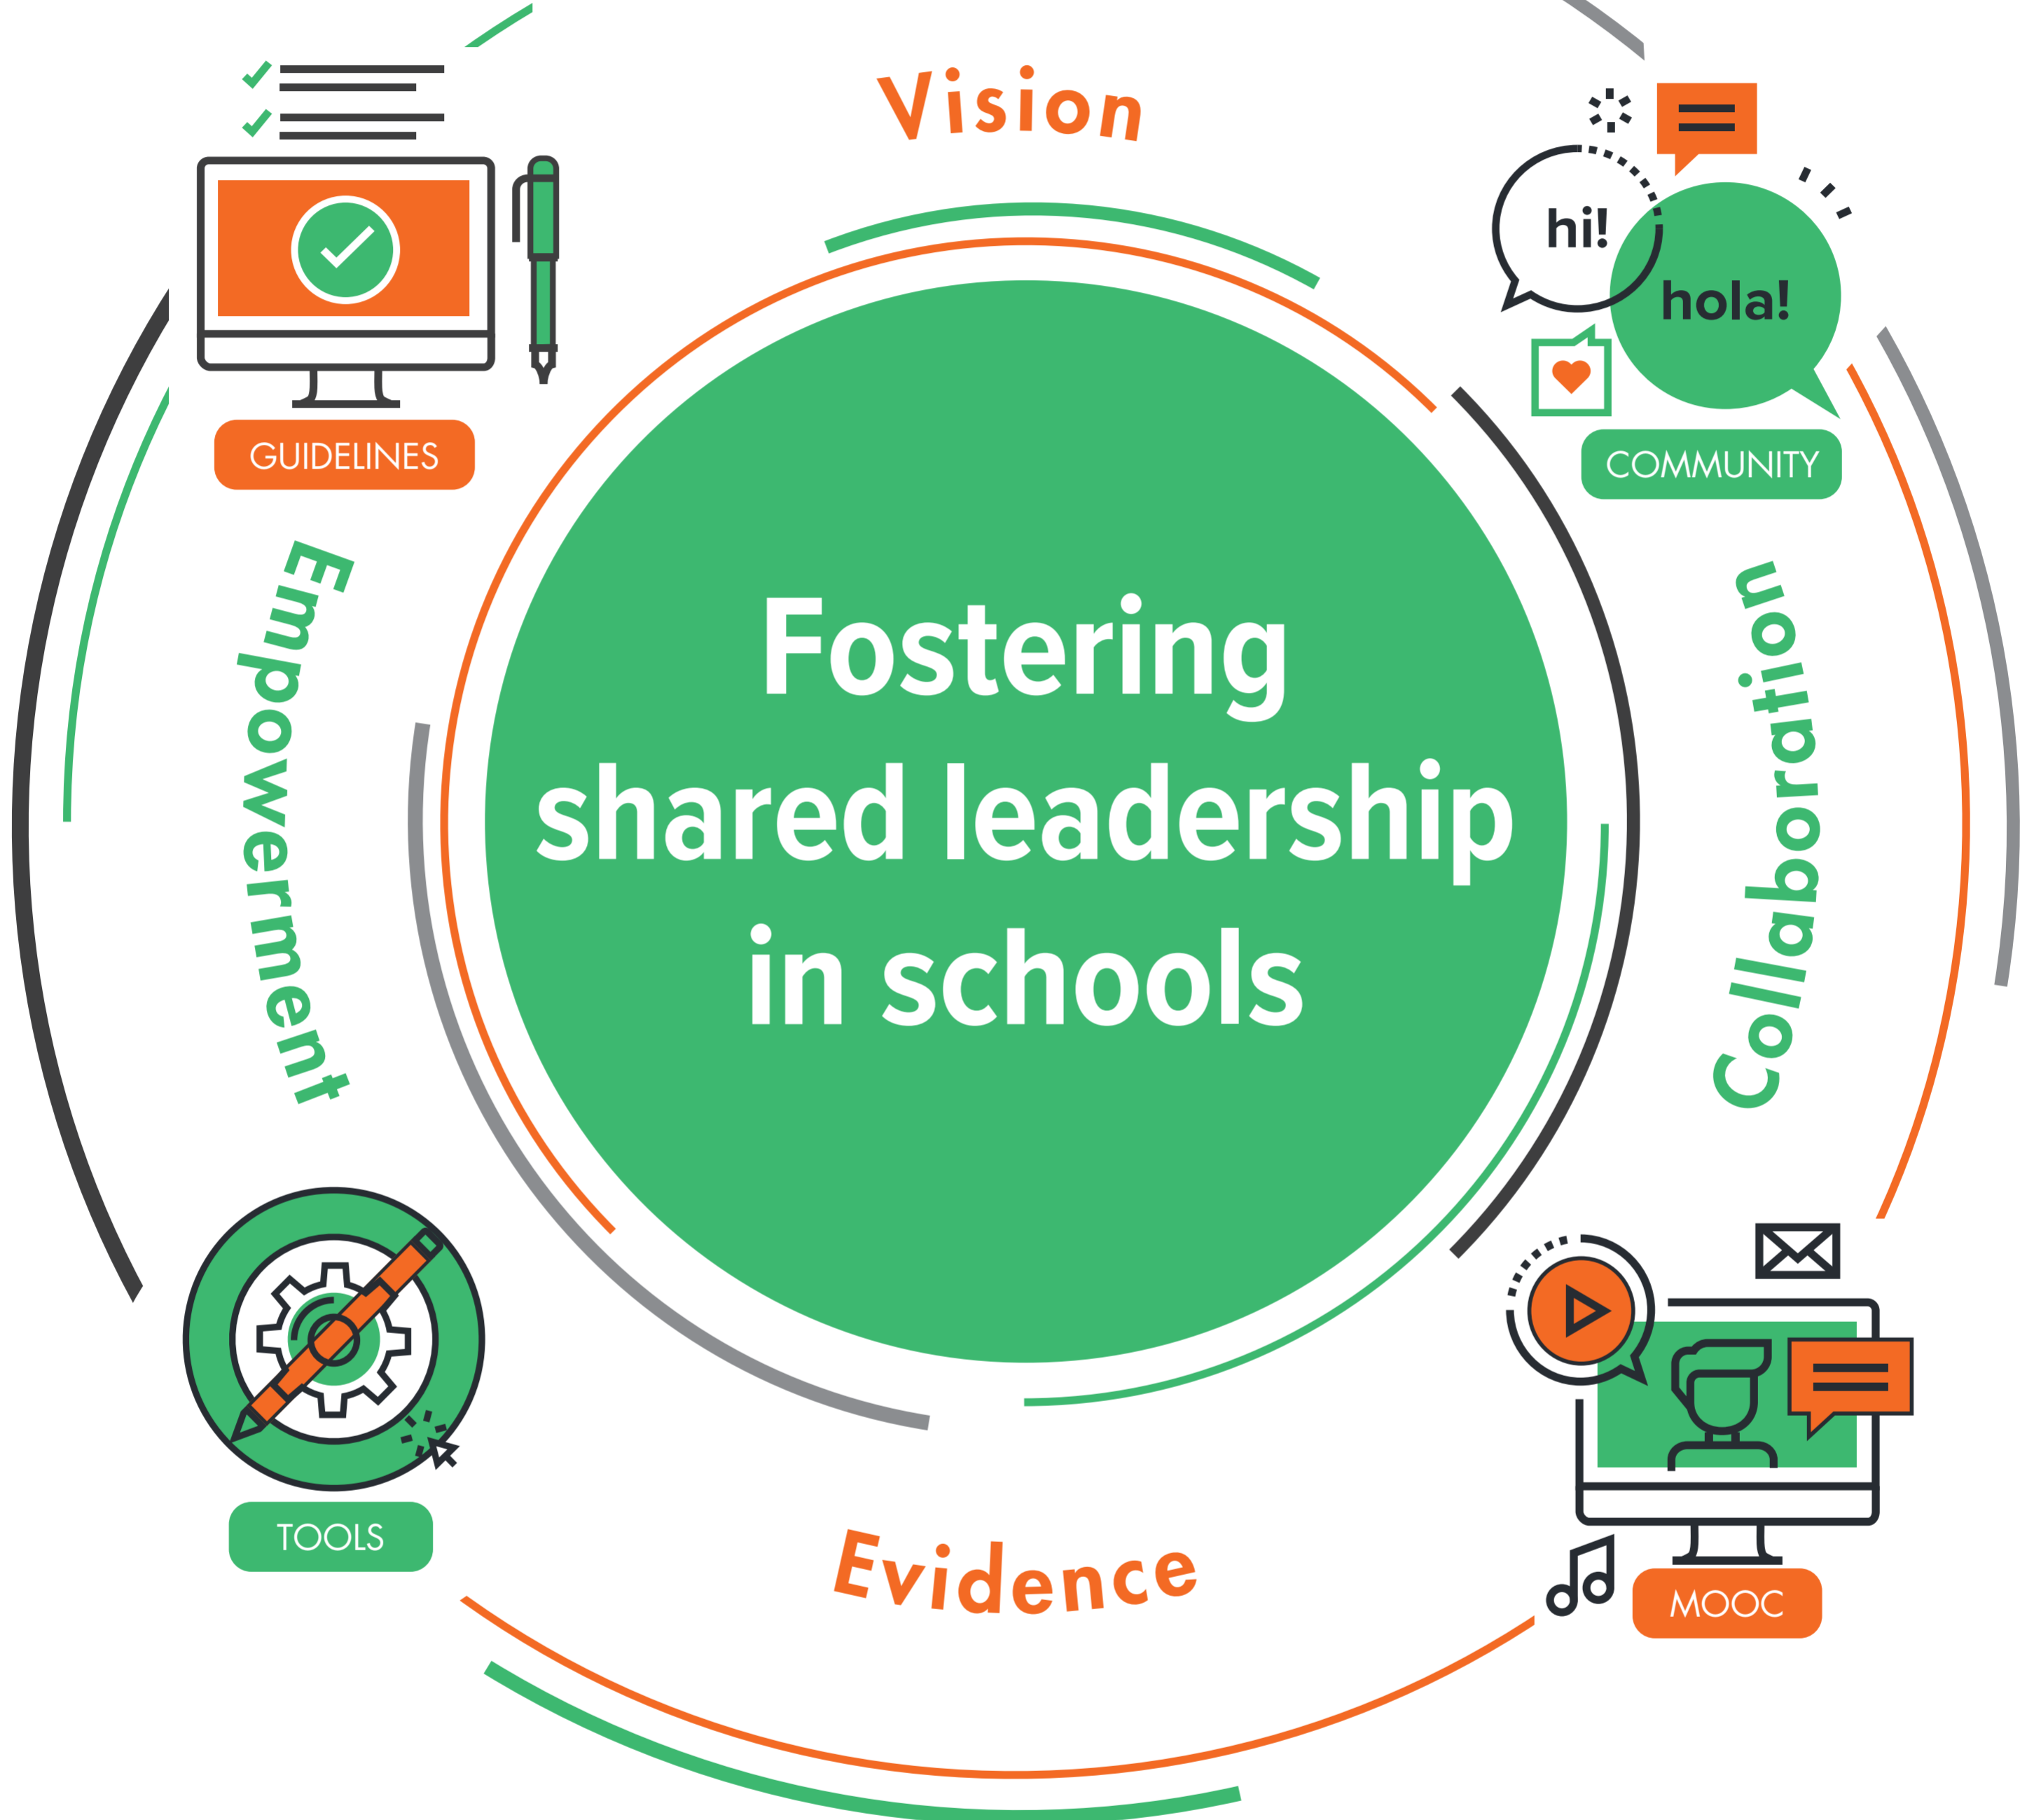 Vision
hi!
hola!
GUIDELINES
COMMUNITY
Empowerment
Fostering
shared leadership
in schools
Collaboration
TOOLS
Evidence
MOOC